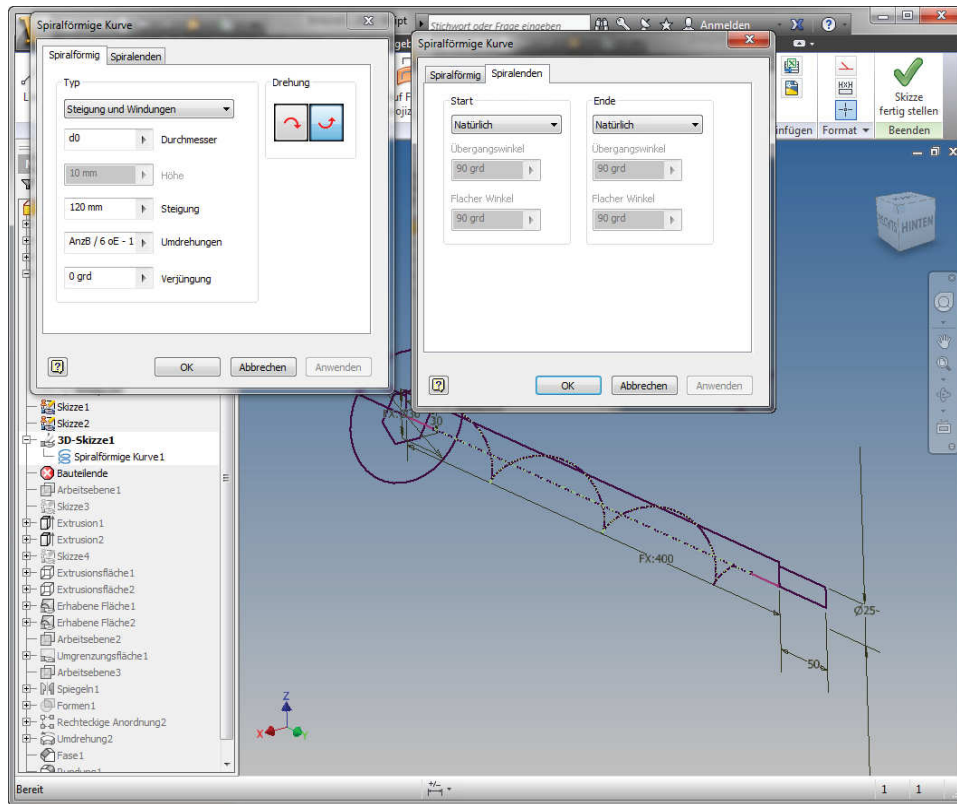 Spiralförmige Kurve
Spiralförmig Spiralenden
Typ
Steigung und Windungen
d0 Durchmesser
10 mm Höhe
120 mm Steigung
AnzB / 6 oE - 1 Umdrehungen
0 grd Verjüngung
Drehung
OK Abbrechen Anwenden
Stichwort oder Frage eingeben
Anmelden
Spiralförmige Kurve
Spiralförmig Spiralenden
Start
Natürlich
Übergangswinkel
90 grd
Flacher Winkel
90 grd
Ende
Natürlich
Übergangswinkel
90 grd
Flacher Winkel
90 grd
OK Abbrechen Anwenden
Skizze
fertig stellen
infügen Format Beenden
HINTEN
Skizze1
Skizze2
3D-Skizze1
Spiralförmige Kurve1
Bauteilende
Arbeitsebene1
Skizze3
Extrusion1
Extrusion2
Skizze4
Extrusionsfläche1
Extrusionsfläche2
Erhabene Fläche1
Erhabene Fläche2
Arbeitsebene2
Umgrenzungsfläche1
Arbeitsebene3
Spiegeln1
Formen1
Rechteckige Anordnung2
Umdrehung2
Fase1
30
FX:400
Ø25
50
Z
X
Y
Bereit
1 1